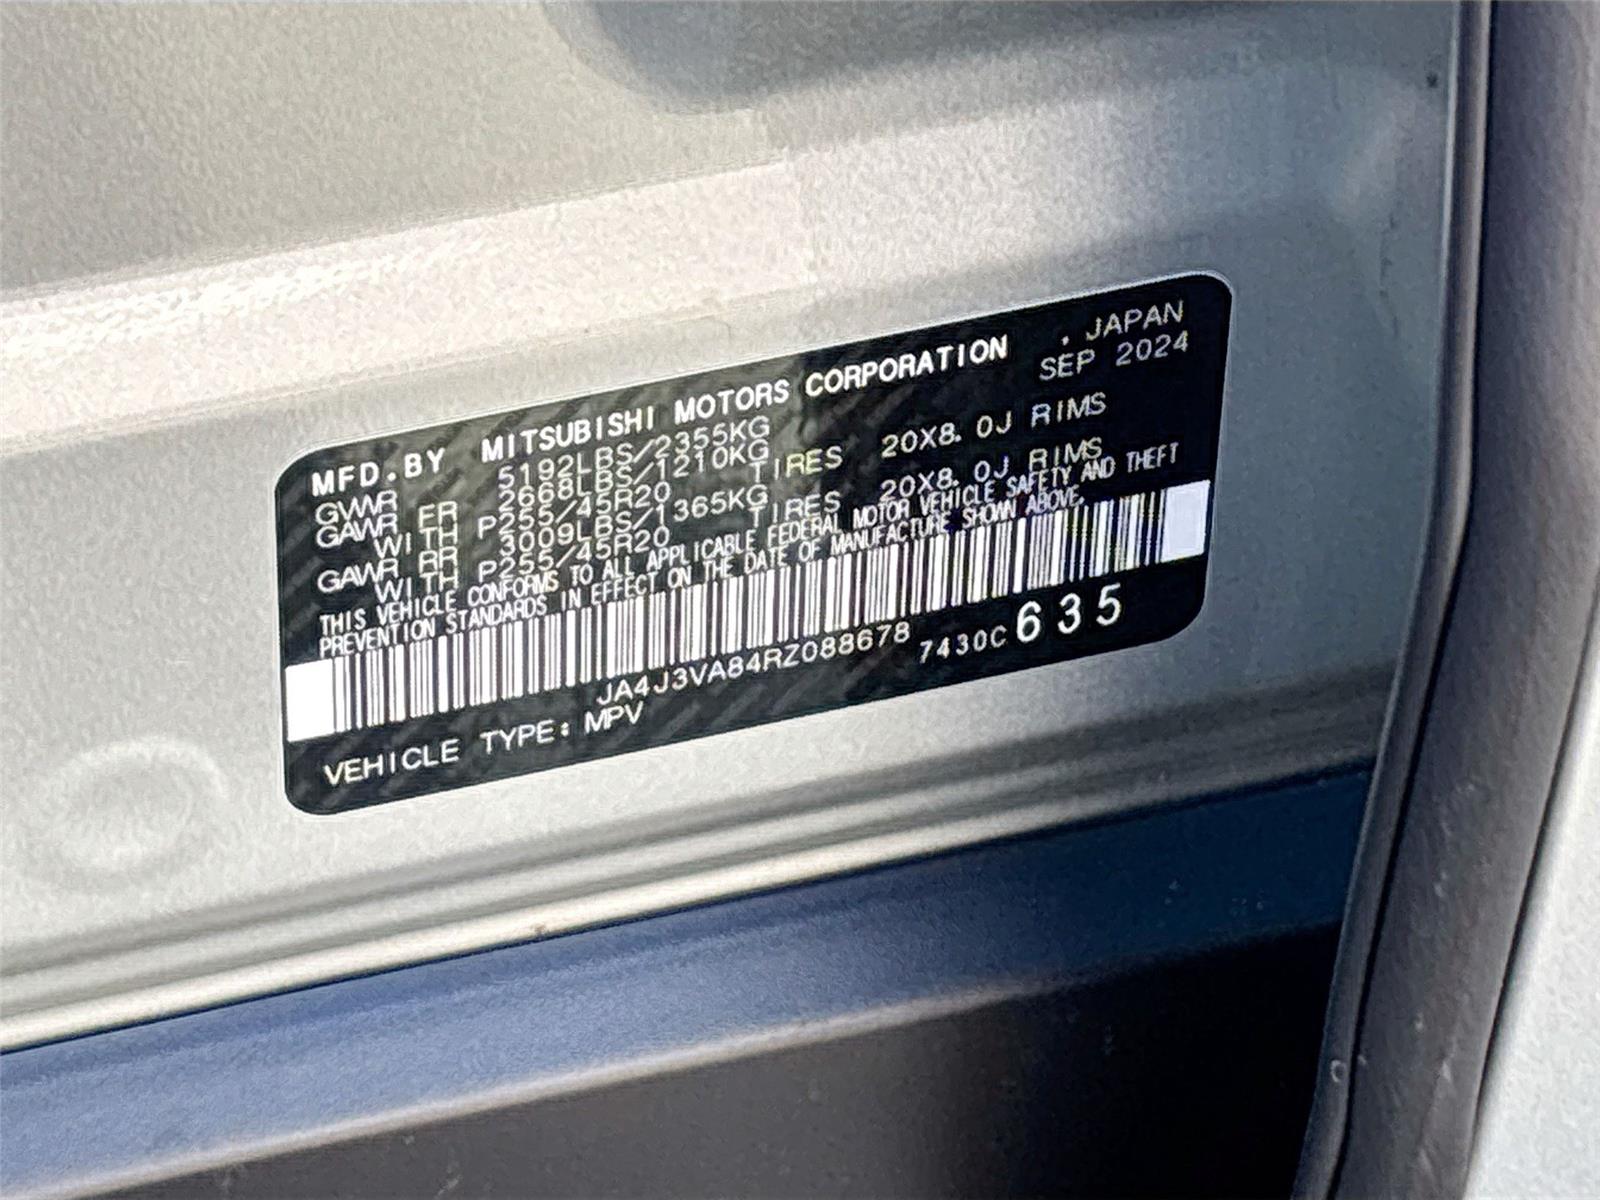 MFD. BY MITSUBISHI MOTORS CORPORATION . JAPAN
SEP 2024
GVWR 5192LBS/2355KG
GAWR FR 2668LBS/1210KG
WITH P255/45R20 TIRES 20X8.0J RIMS
GAWR RR 3009LBS/1365KG
WITH P255/45R20 TIRES 20X8.0J RIMS
THIS VEHICLE CONFORMS TO ALL APPLICABLE FEDERAL MOTOR VEHICLE SAFETY AND THEFT
PREVENTION STANDARDS IN EFFECT ON THE DATE OF MANUFACTURE SHOWN ABOVE.
JA4J3VA84RZ088678 7430C 635
VEHICLE TYPE: MPV